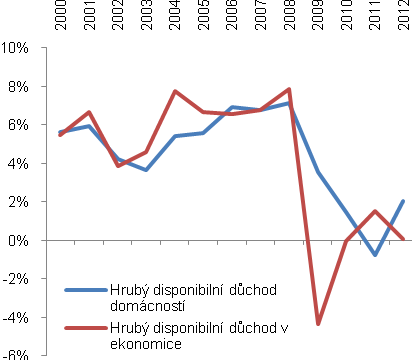 2000 2001 2002 2003 2004 2005 2006 2007 2008 2009 2010 2011 2012
10%
8%
6%
4%
2%
0%
-2%
-4%
-6%
Hrubý disponibilní důchod
domácností
Hrubý disponibilní důchod v
ekonomice